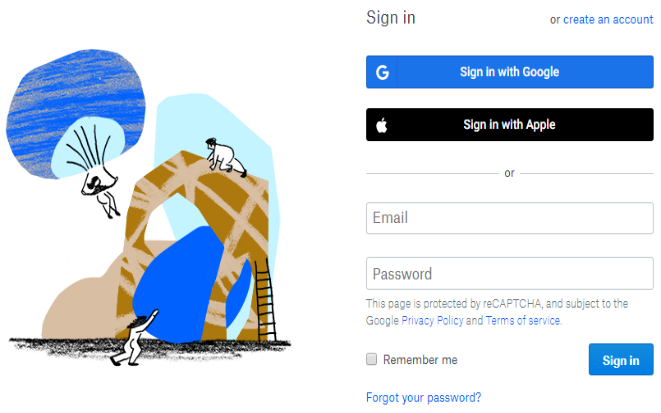 Sign in
or create an account
Sign in with Google
Sign in with Apple
or
Email
Password
This page is protected by reCAPTCHA, and subject to the
Google Privacy Policy and Terms of service.
Remember me
Sign in
Forgot your password?